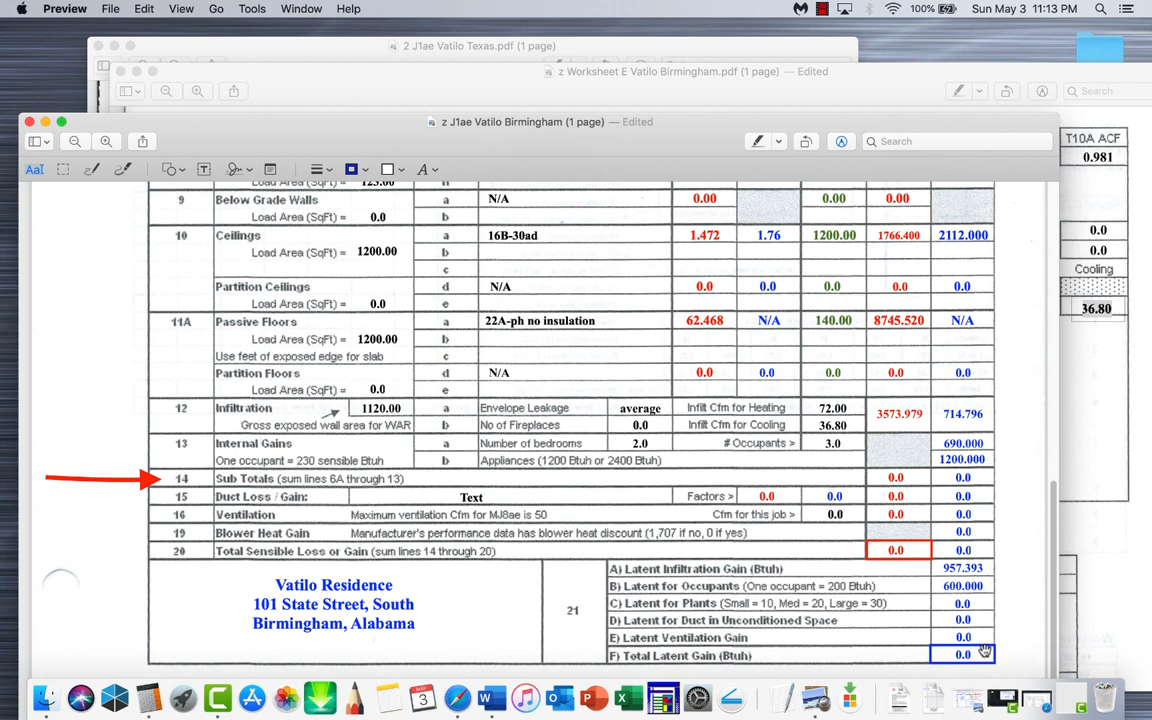 Preview File Edit View Go Tools Window Help 100% Sun May 3 11:13 PM
2 J1ae Vatilo Texas.pdf (1 page)
z Worksheet E Vatilo Birmingham.pdf (1 page) — Edited
Search
z J1ae Vatilo Birmingham (1 page) — Edited
Search
T10A ACF
0.981
Load Area (SqFt) = 123.00
9 Below Grade Walls a N/A 0.00 0.00 0.00
Load Area (SqFt) = 0.0 b
10 Ceilings a 16B-30ad 1.472 1.76 1200.00 1766.400 2112.000
0.0
Load Area (SqFt) = 1200.00 b
0.0
c
Cooling
Partition Ceilings d N/A 0.0 0.0 0.0 0.0 0.0
Load Area (SqFt) = 0.0 e
36.80
11A Passive Floors a 22A-ph no insulation 62.468 N/A 140.00 8745.520 N/A
Load Area (SqFt) = 1200.00 b
Use feet of exposed edge for slab c
Partition Floors d N/A 0.0 0.0 0.0 0.0 0.0
Load Area (SqFt) = 0.0 e
12 Infiltration 1120.00 a Envelope Leakage average Infilt Cfm for Heating 72.00 3573.979 714.796
Gross exposed wall area for WAR b No of Fireplaces 0.0 Infilt Cfm for Cooling 36.80
13 Internal Gains a Number of bedrooms 2.0 # Occupants > 3.0 690.000
One occupant = 230 sensible Btuh b Appliances (1200 Btuh or 2400 Btuh) 1200.000
14 Sub Totals (sum lines 6A through 13) 0.0 0.0
15 Duct Loss / Gain: Text Factors > 0.0 0.0 0.0 0.0
16 Ventilation Maximum ventilation Cfm for MJ8ae is 50 Cfm for this job > 0.0 0.0 0.0
19 Blower Heat Gain Manufacturer's performance data has blower heat discount (1,707 if no, 0 if yes) 0.0
20 Total Sensible Loss or Gain (sum lines 14 through 20) 0.0 0.0
Vatilo Residence
101 State Street, South
Birmingham, Alabama
21
A) Latent Infiltration Gain (Btuh) 957.393
B) Latent for Occupants (One occupant = 200 Btuh) 600.000
C) Latent for Plants (Small = 10, Med = 20, Large = 30) 0.0
D) Latent for Duct in Unconditioned Space 0.0
E) Latent Ventilation Gain 0.0
F) Total Latent Gain (Btuh) 0.0